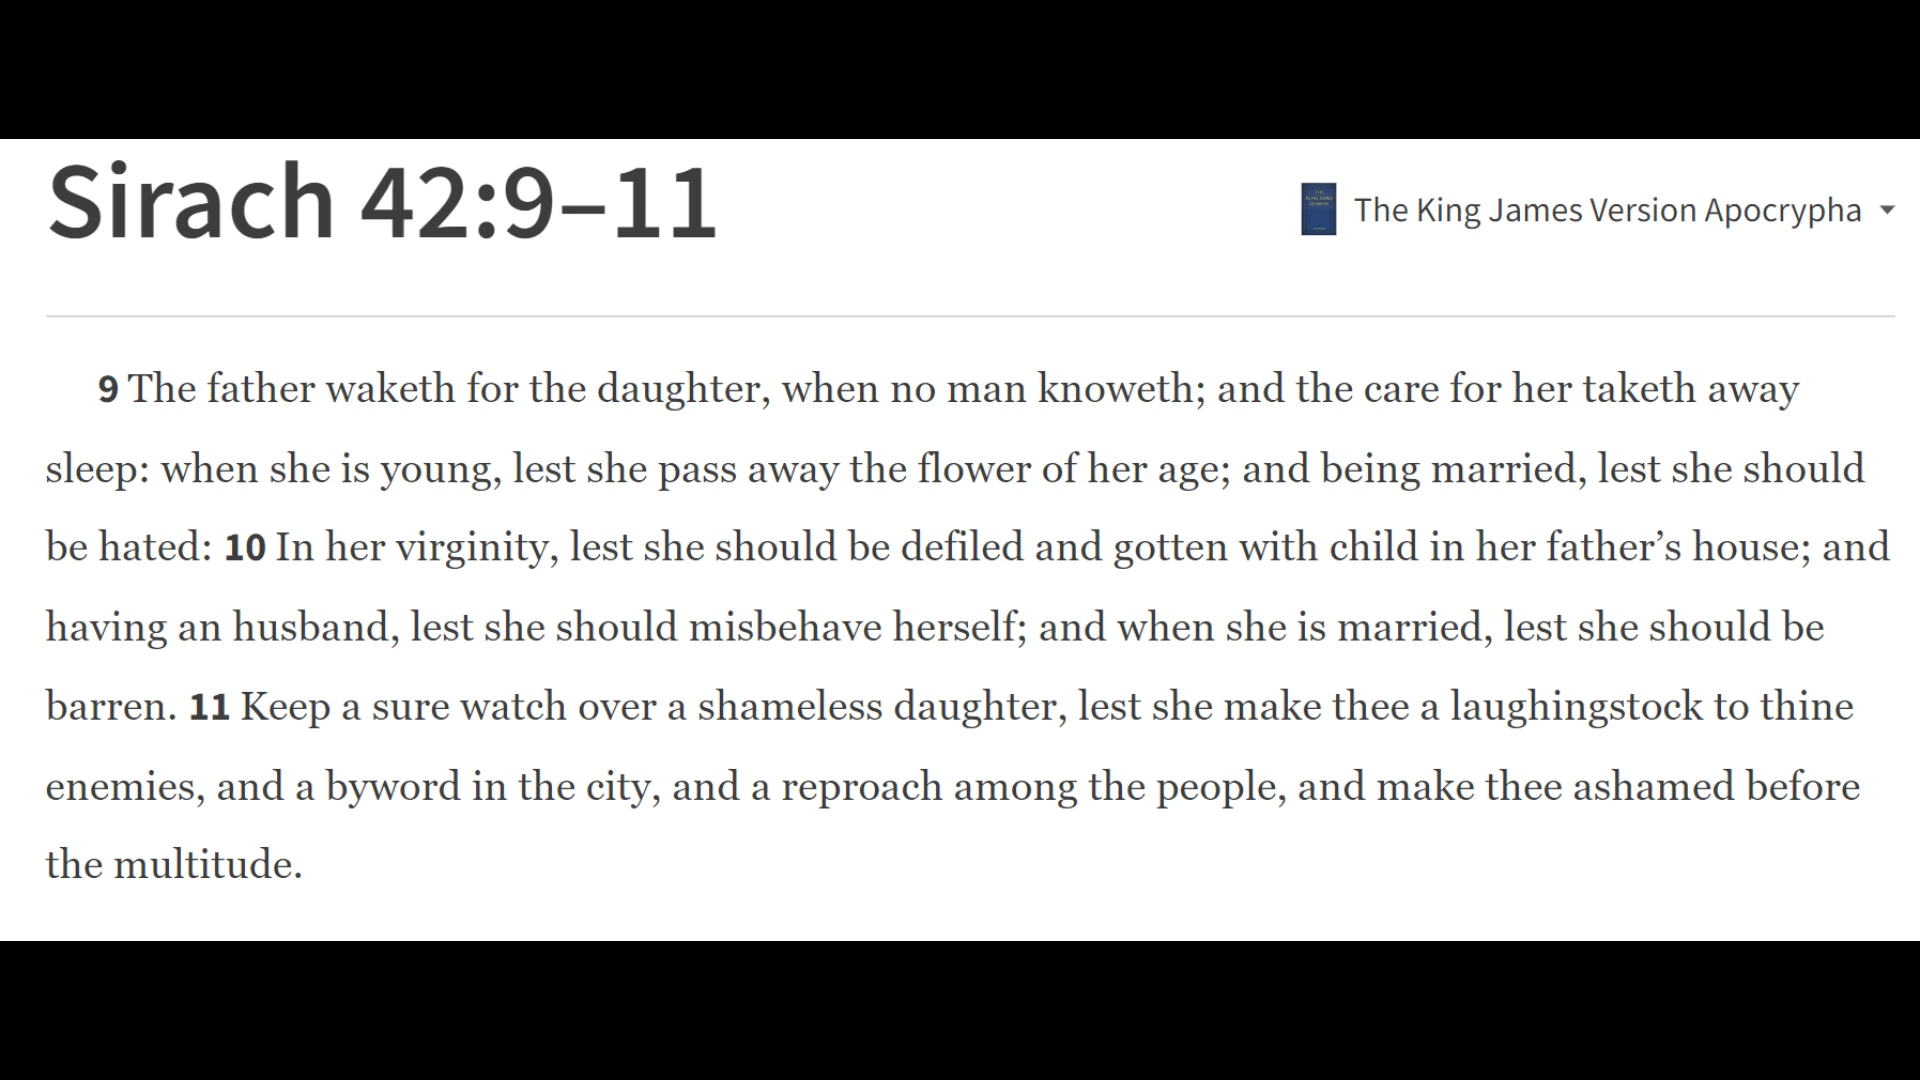 Sirach 42:9–11
The King James Version Apocrypha
9 The father waketh for the daughter, when no man knoweth; and the care for her taketh away
sleep: when she is young, lest she pass away the flower of her age; and being married, lest she should
be hated: 10 In her virginity, lest she should be defiled and gotten with child in her father’s house; and
having an husband, lest she should misbehave herself; and when she is married, lest she should be
barren. 11 Keep a sure watch over a shameless daughter, lest she make thee a laughingstock to thine
enemies, and a byword in the city, and a reproach among the people, and make thee ashamed before
the multitude.